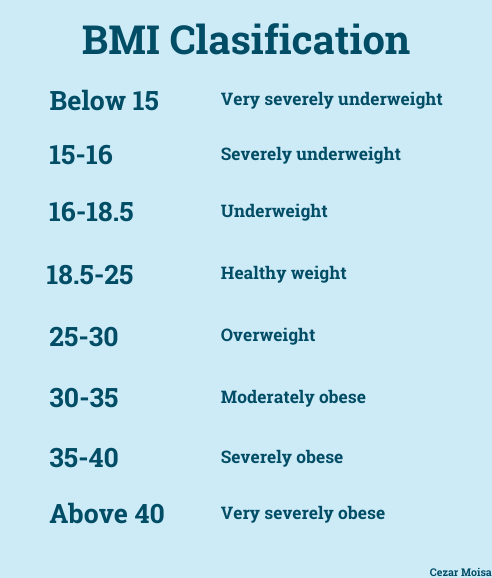 BMI Clasification
Below 15 Very severely underweight
15-16 Severely underweight
16-18.5 Underweight
18.5-25 Healthy weight
25-30 Overweight
30-35 Moderately obese
35-40 Severely obese
Above 40 Very severely obese
Cezar Moisa